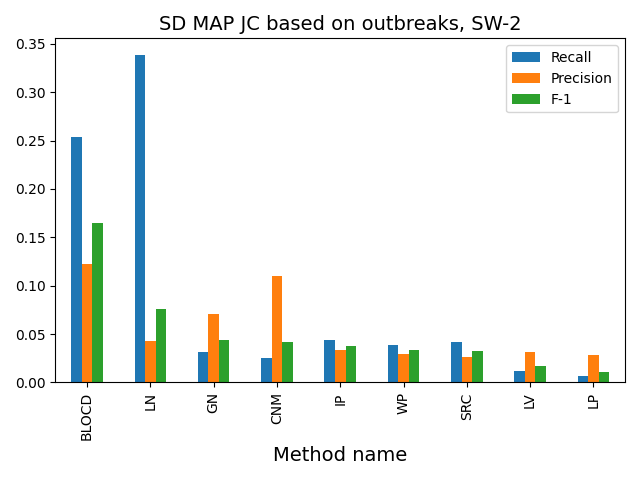 SD MAP JC based on outbreaks, SW-2
0.35
0.30
0.25
0.20
0.15
0.10
0.05
0.00
Recall
Precision
F-1
BLOCD
LN
GN
CNM
IP
WP
SRC
LV
LP
Method name